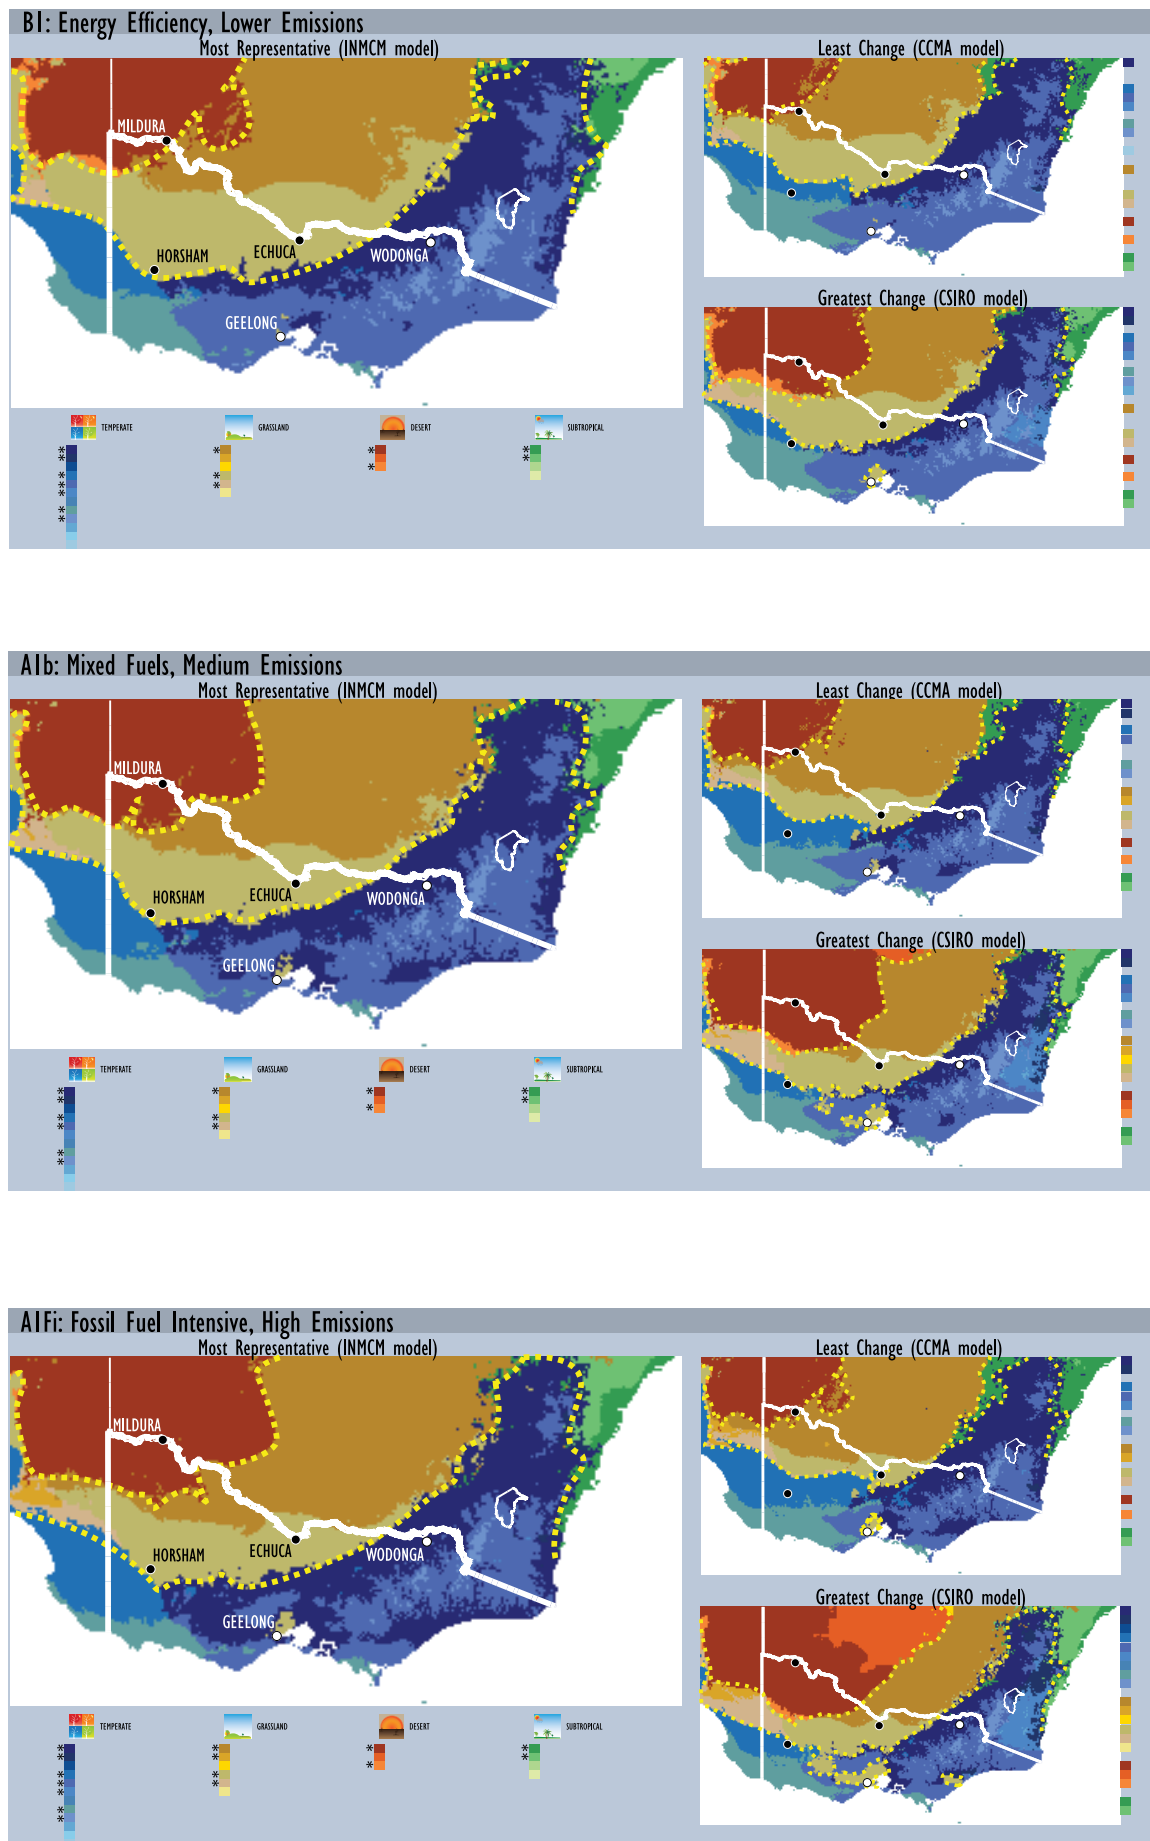 B1: Energy Efficiency, Lower Emissions
Most Representative (INMCM model)
Least Change (CCMA model)
MILDURA
HORSHAM
ECHUCA
WODONGA
GEELONG
Greatest Change (CSIRO model)
TEMPERATE
GRASSLAND
DESERT
SUBTROPICAL
A1b: Mixed Fuels, Medium Emissions
Most Representative (INMCM model)
Least Change (CCMA model)
MILDURA
HORSHAM
ECHUCA
WODONGA
GEELONG
Greatest Change (CSIRO model)
TEMPERATE
GRASSLAND
DESERT
SUBTROPICAL
A1Fi: Fossil Fuel Intensive, High Emissions
Most Representative (INMCM model)
Least Change (CCMA model)
MILDURA
HORSHAM
ECHUCA
WODONGA
GEELONG
Greatest Change (CSIRO model)
TEMPERATE
GRASSLAND
DESERT
SUBTROPICAL